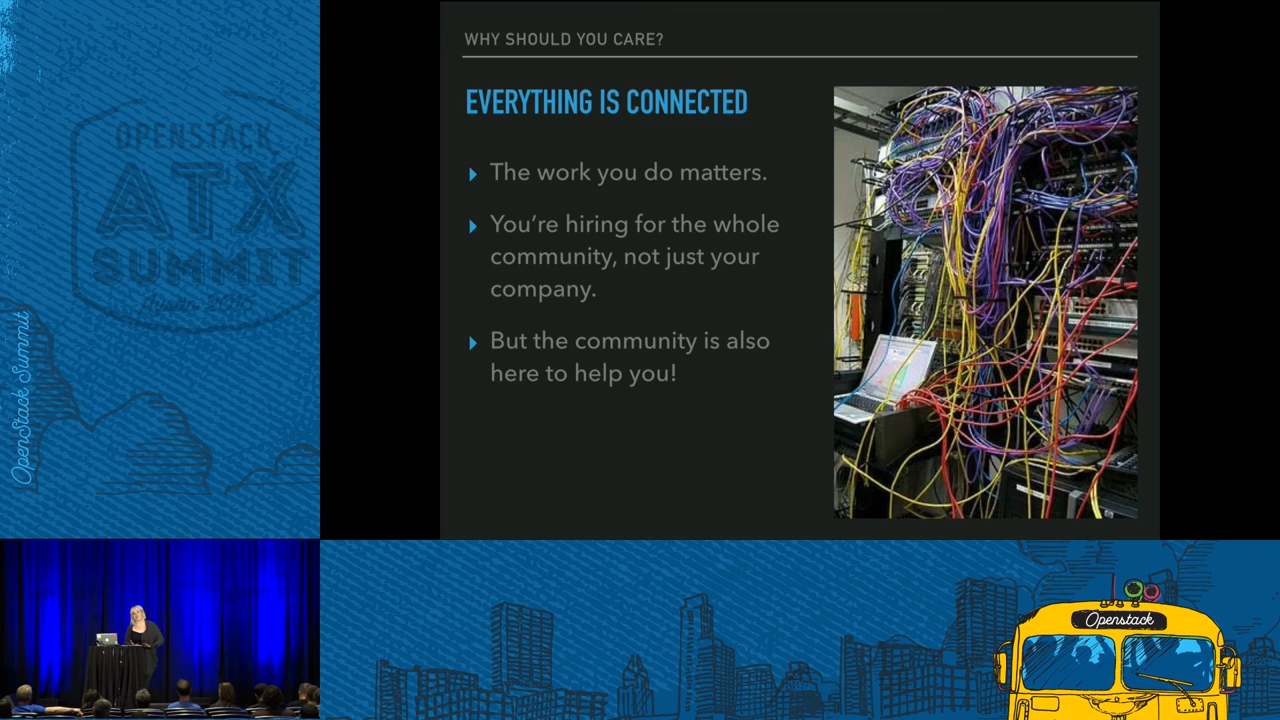 WHY SHOULD YOU CARE?
EVERYTHING IS CONNECTED
The work you do matters.
You're hiring for the whole
community, not just your
company.
But the community is also
here to help you!
OPENSTACK
ATX
SUMMIT
Austin 2016
OpenStack Summit
Openstack